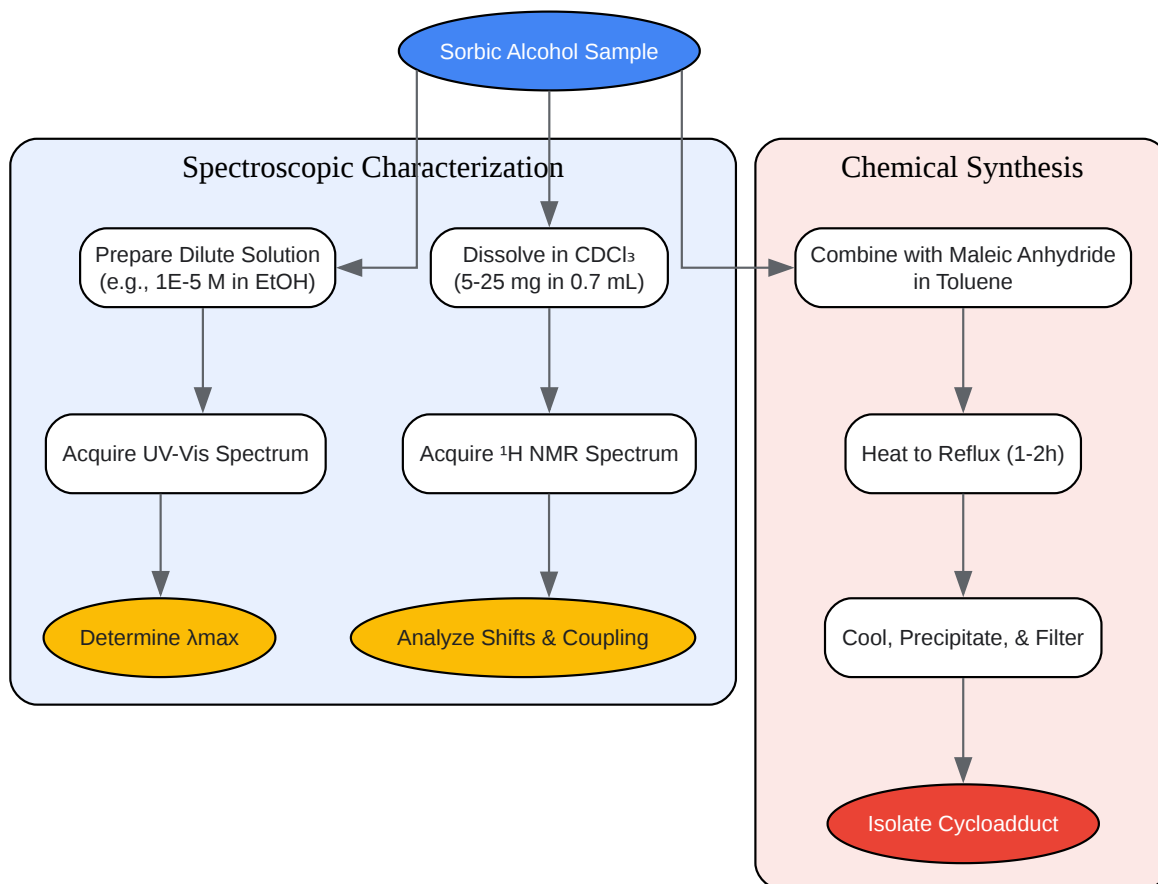 Sorbic Alcohol Sample
Spectroscopic Characterization
Chemical Synthesis
Prepare Dilute Solution
(e.g., 1E-5 M in EtOH)
Dissolve in CDCl₃
(5-25 mg in 0.7 mL)
Combine with Maleic Anhydride
in Toluene
Acquire UV-Vis Spectrum
Acquire ¹H NMR Spectrum
Heat to Reflux (1-2h)
Determine λmax
Analyze Shifts & Coupling
Cool, Precipitate, & Filter
Isolate Cycloadduct